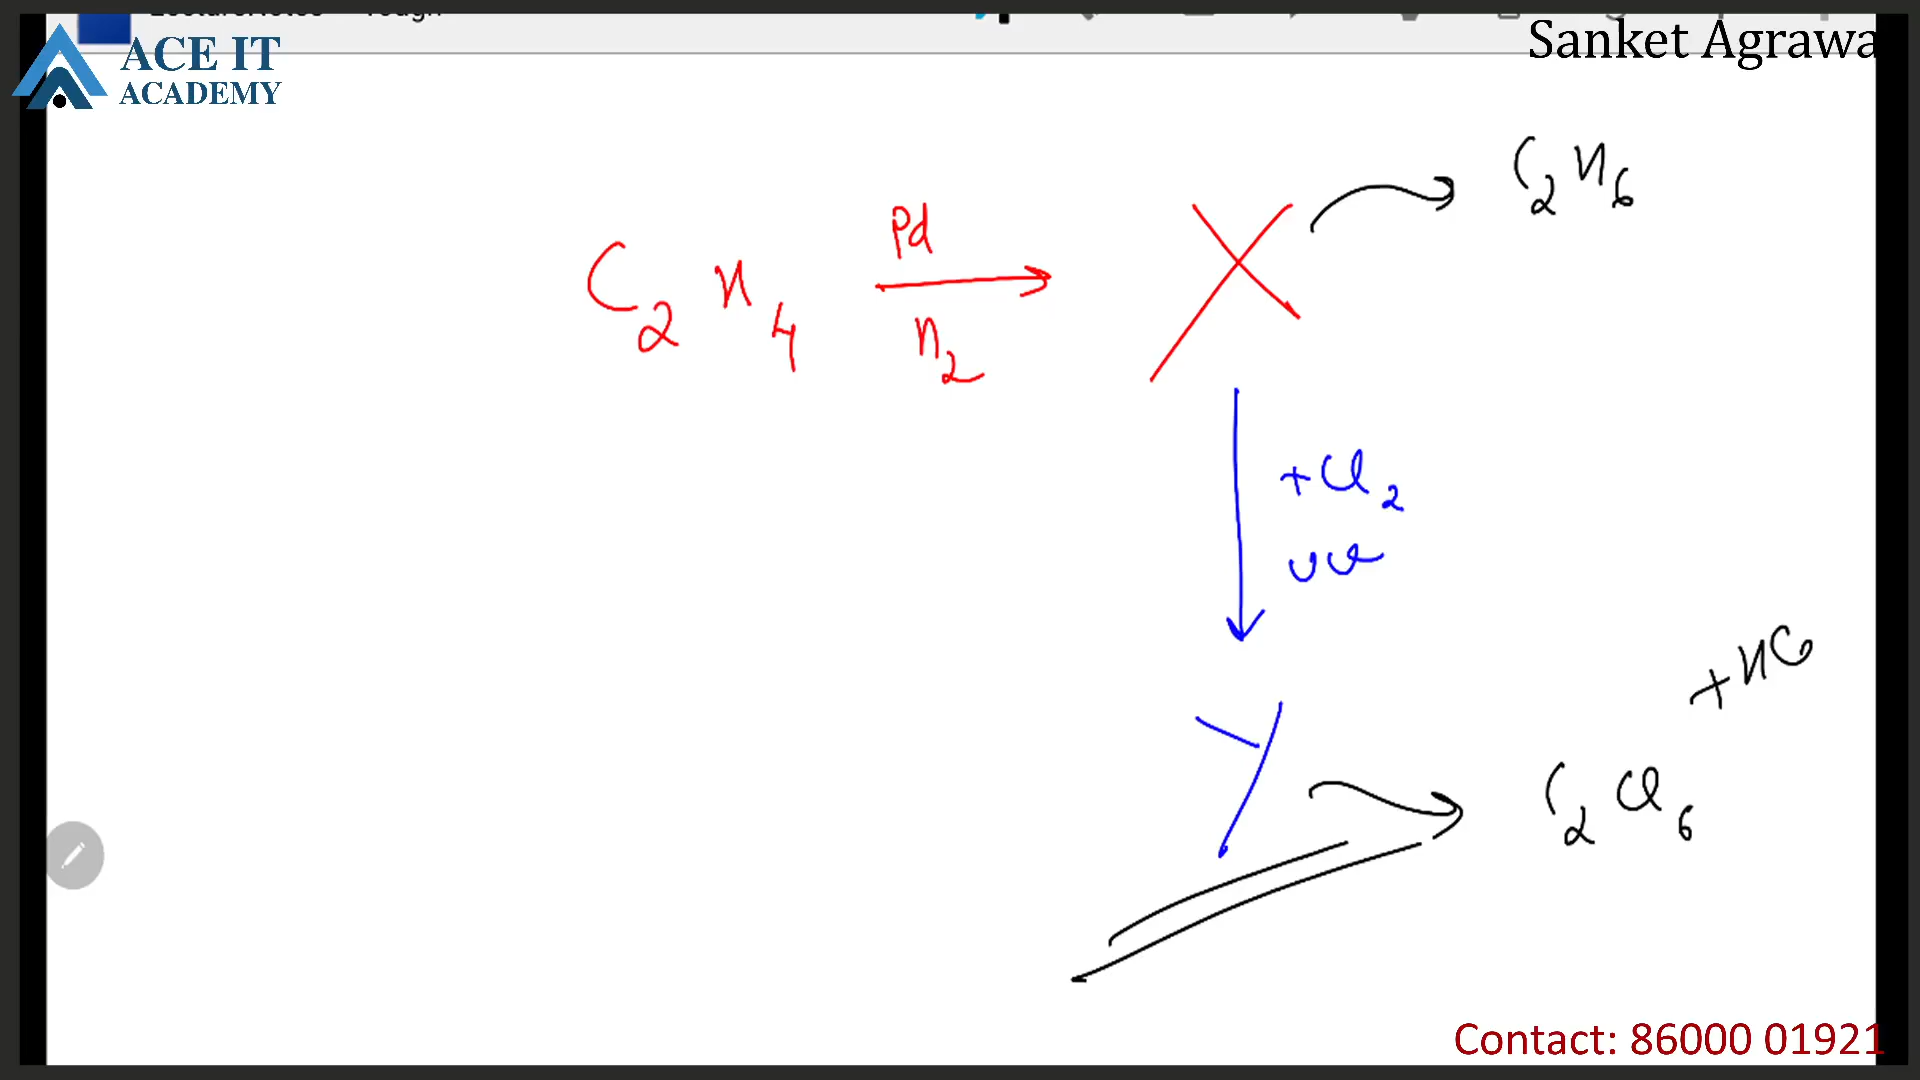 ACE IT
ACADEMY
Sanket Agrawa
C2H6
C2H4
Pd
H2
X
+Cl2
UV
+HCl
Y
C2Cl6
Contact: 86000 01921